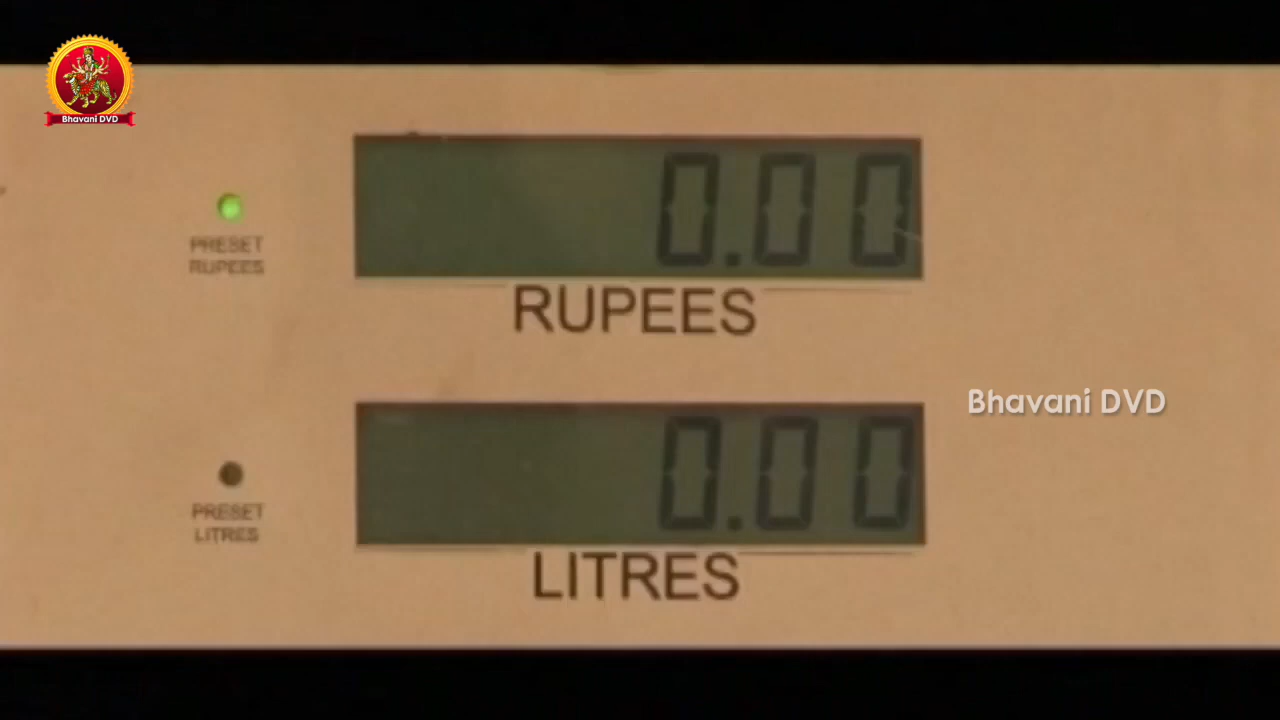 Bhavani DVD
0.00
PRESET
RUPEES
RUPEES
Bhavani DVD
0.00
PRESET
LITRES
LITRES